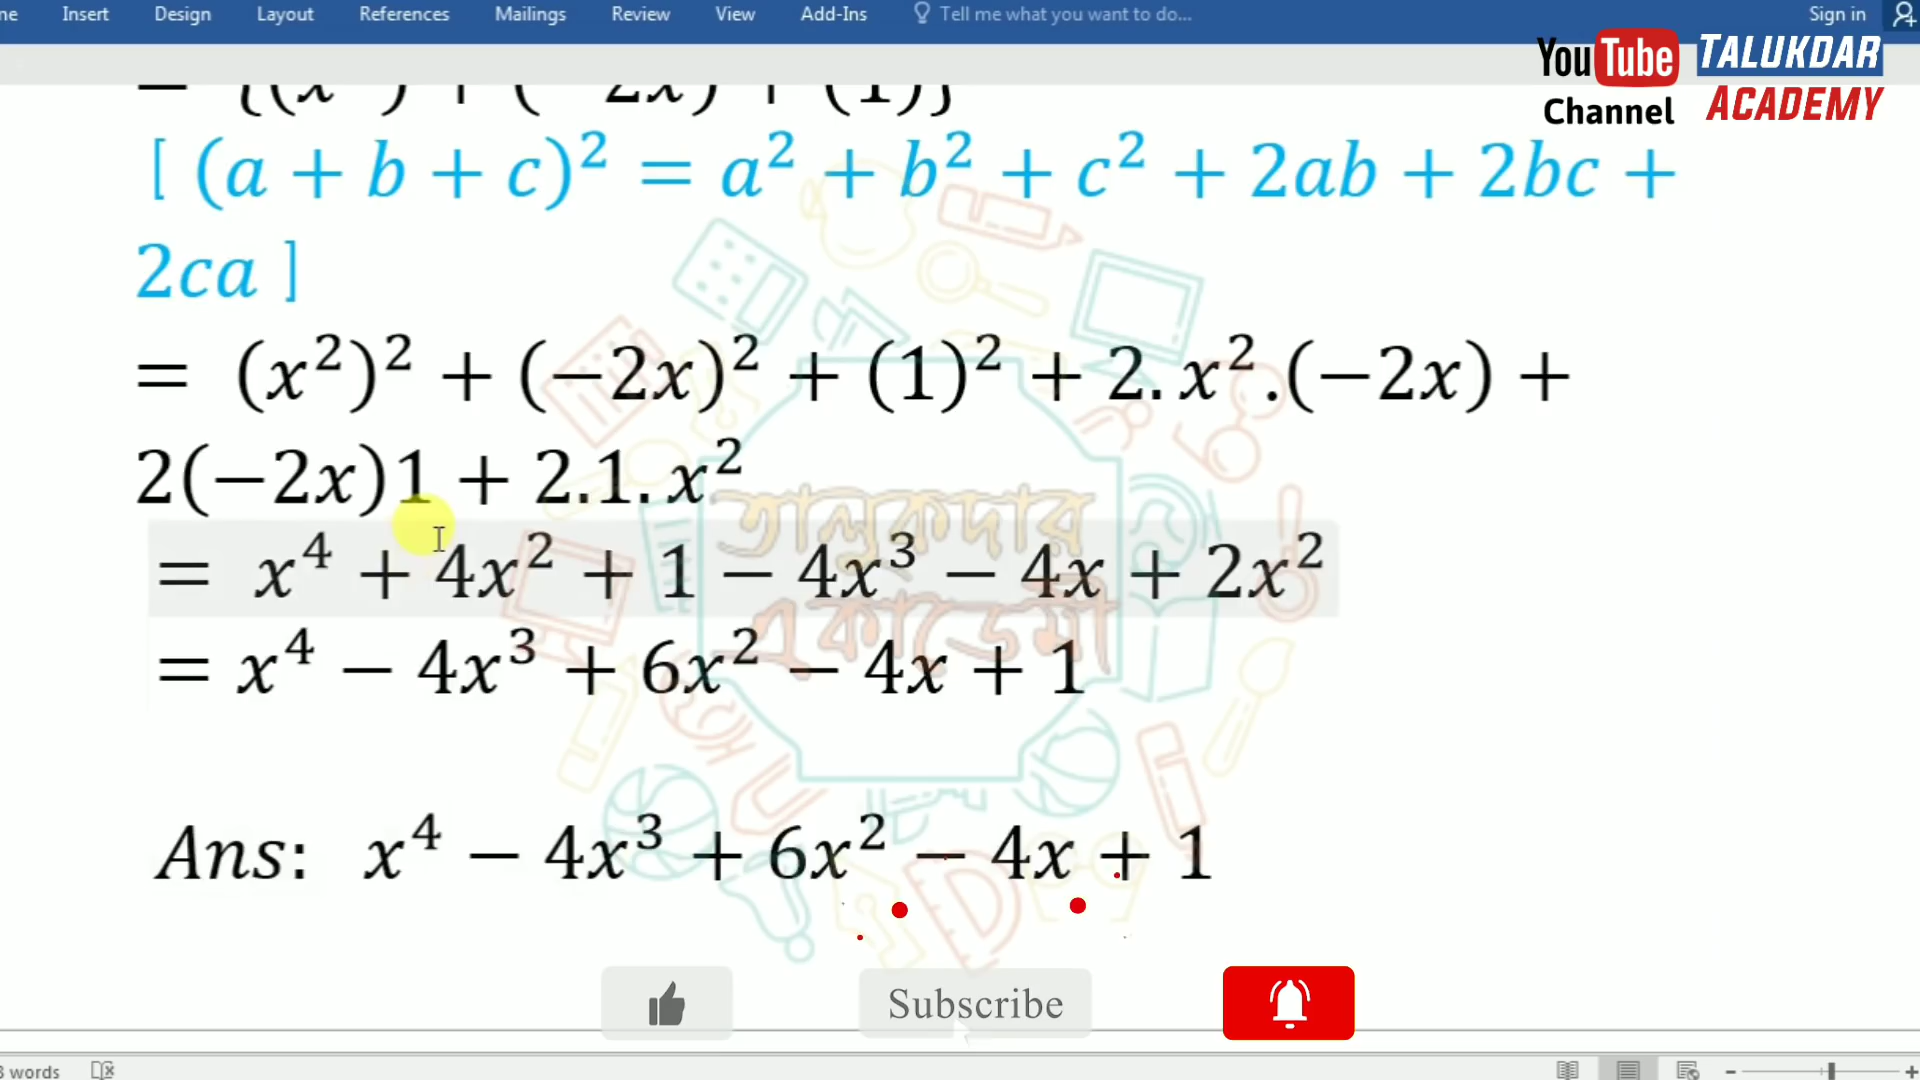 Insert Design Layout References Mailings Review View Add-Ins Tell me what you want to do... Sign in
YouTube Channel
TALUKDAR ACADEMY
[ (a + b + c)² = a² + b² + c² + 2ab + 2bc +
2ca ]
= (x²)² + (−2x)² + (1)² + 2. x².(−2x) +
2(−2x)1 + 2.1. x²
= x⁴ + 4x² + 1 − 4x³ − 4x + 2x²
= x⁴ − 4x³ + 6x² − 4x + 1
তালুকদার
একাডেমী
Ans: x⁴ − 4x³ + 6x² − 4x + 1
Subscribe
words